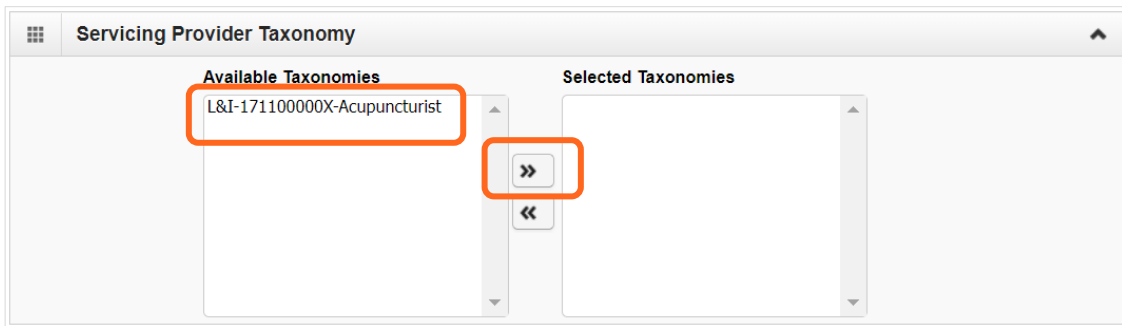 Servicing Provider Taxonomy
Available Taxonomies
Selected Taxonomies
L&I-171100000X-Acupuncturist
»
«